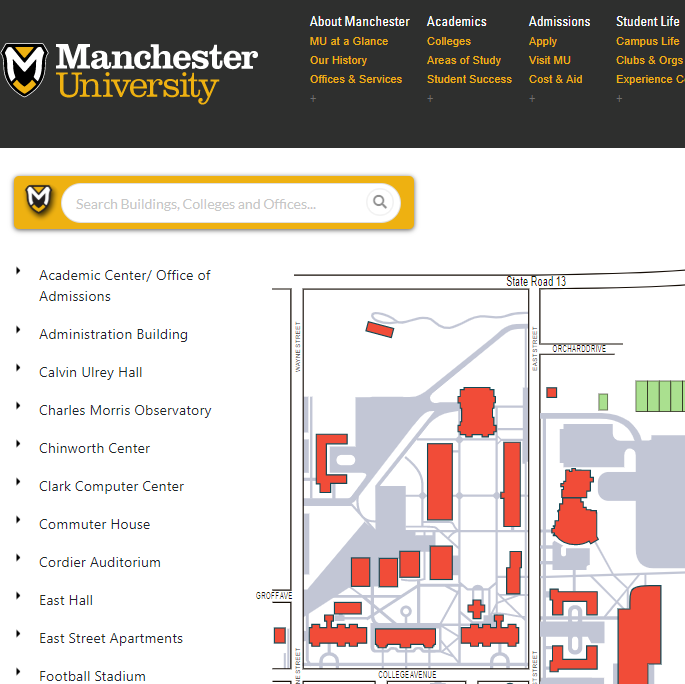 About Manchester
MU at a Glance
Our History
Offices & Services
+
Academics
Colleges
Areas of Study
Student Success
+
Admissions
Apply
Visit MU
Cost & Aid
+
Student Life
Campus Life
Clubs & Orgs
Experience C
+
M
Manchester
University
M
Search Buildings, Colleges and Offices...
Academic Center/ Office of
Admissions
Administration Building
Calvin Ulrey Hall
Charles Morris Observatory
Chinworth Center
Clark Computer Center
Commuter House
Cordier Auditorium
East Hall
East Street Apartments
Football Stadium
State Road 13
WAYNE STREET
EAST STREET
ORCHARD DRIVE
GROFF AVE
NE STREET
COLLEGE AVENUE
ST STREET